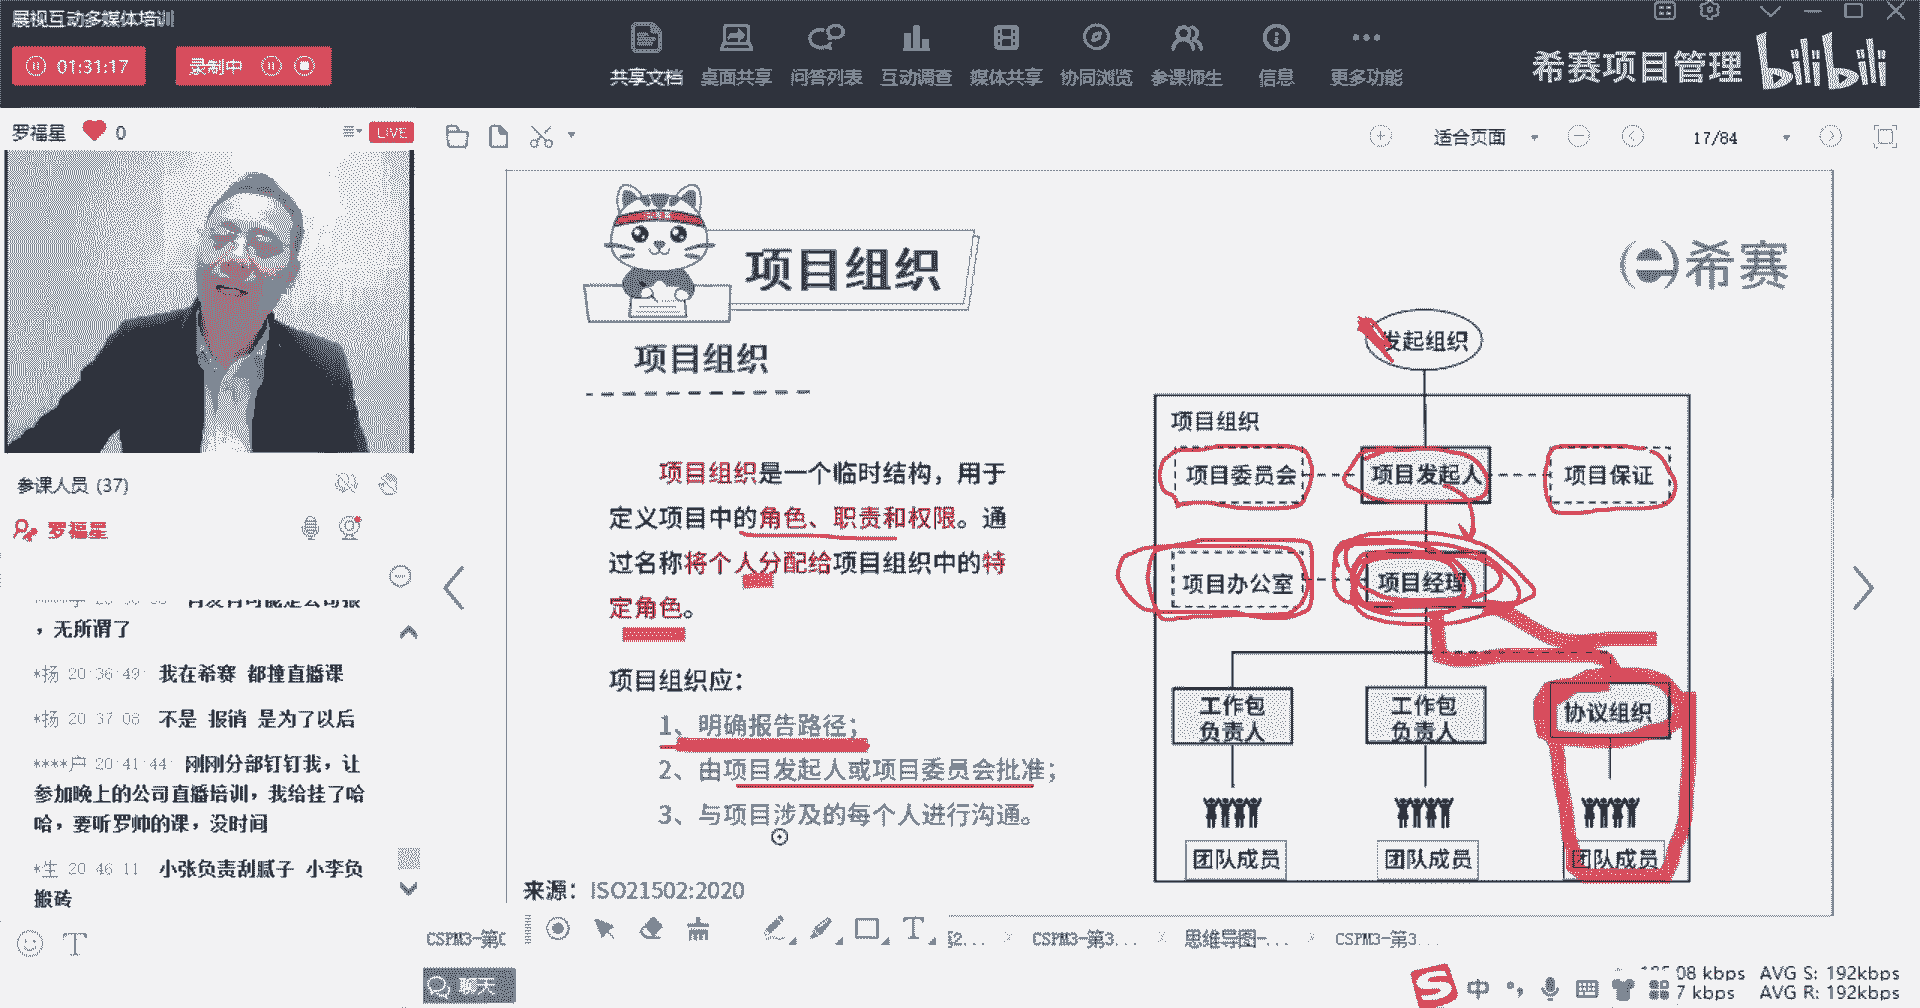 展视互动多媒体培训
01:31:17
录制中
共享文档 桌面共享 问答列表 互动调查 媒体共享 协同浏览 参课师生 信息 更多功能
希赛项目管理 bilibili
罗福星 0 LIVE
适合页面 17/84
项目组织
希赛
项目组织
项目组织是一个临时结构，用于
定义项目中的角色、职责和权限。通
过名称将个人分配给项目组织中的特
定角色。
项目组织应：
1、明确报告路径；
2、由项目发起人或项目委员会批准；
3、与项目涉及的每个人进行沟通。
来源：ISO21502:2020
发起组织
项目组织
项目委员会 项目发起人 项目保证
项目办公室 项目经理
工作包
负责人
工作包
负责人
协议组织
团队成员 团队成员 团队成员
参课人员 (37)
罗福星
，无所谓了
*扬 20:36:49 我在希赛 都撞直播课
*扬 20:37:08 不是 报销 是为了以后
****户 20:41:44 刚刚分部钉钉我，让
参加晚上的公司直播培训，我给挂了哈
哈，要听罗帅的课，没时间
*生 20:46:11 小张负责刮腻子 小李负
搬砖
T
T
CSPM3-第 2... CSPM3-第3... 思维导图-... CSPM3-第3...
聊天
S 中
08 kbps AVG S: 192kbps
7 kbps AVG R: 192kbps